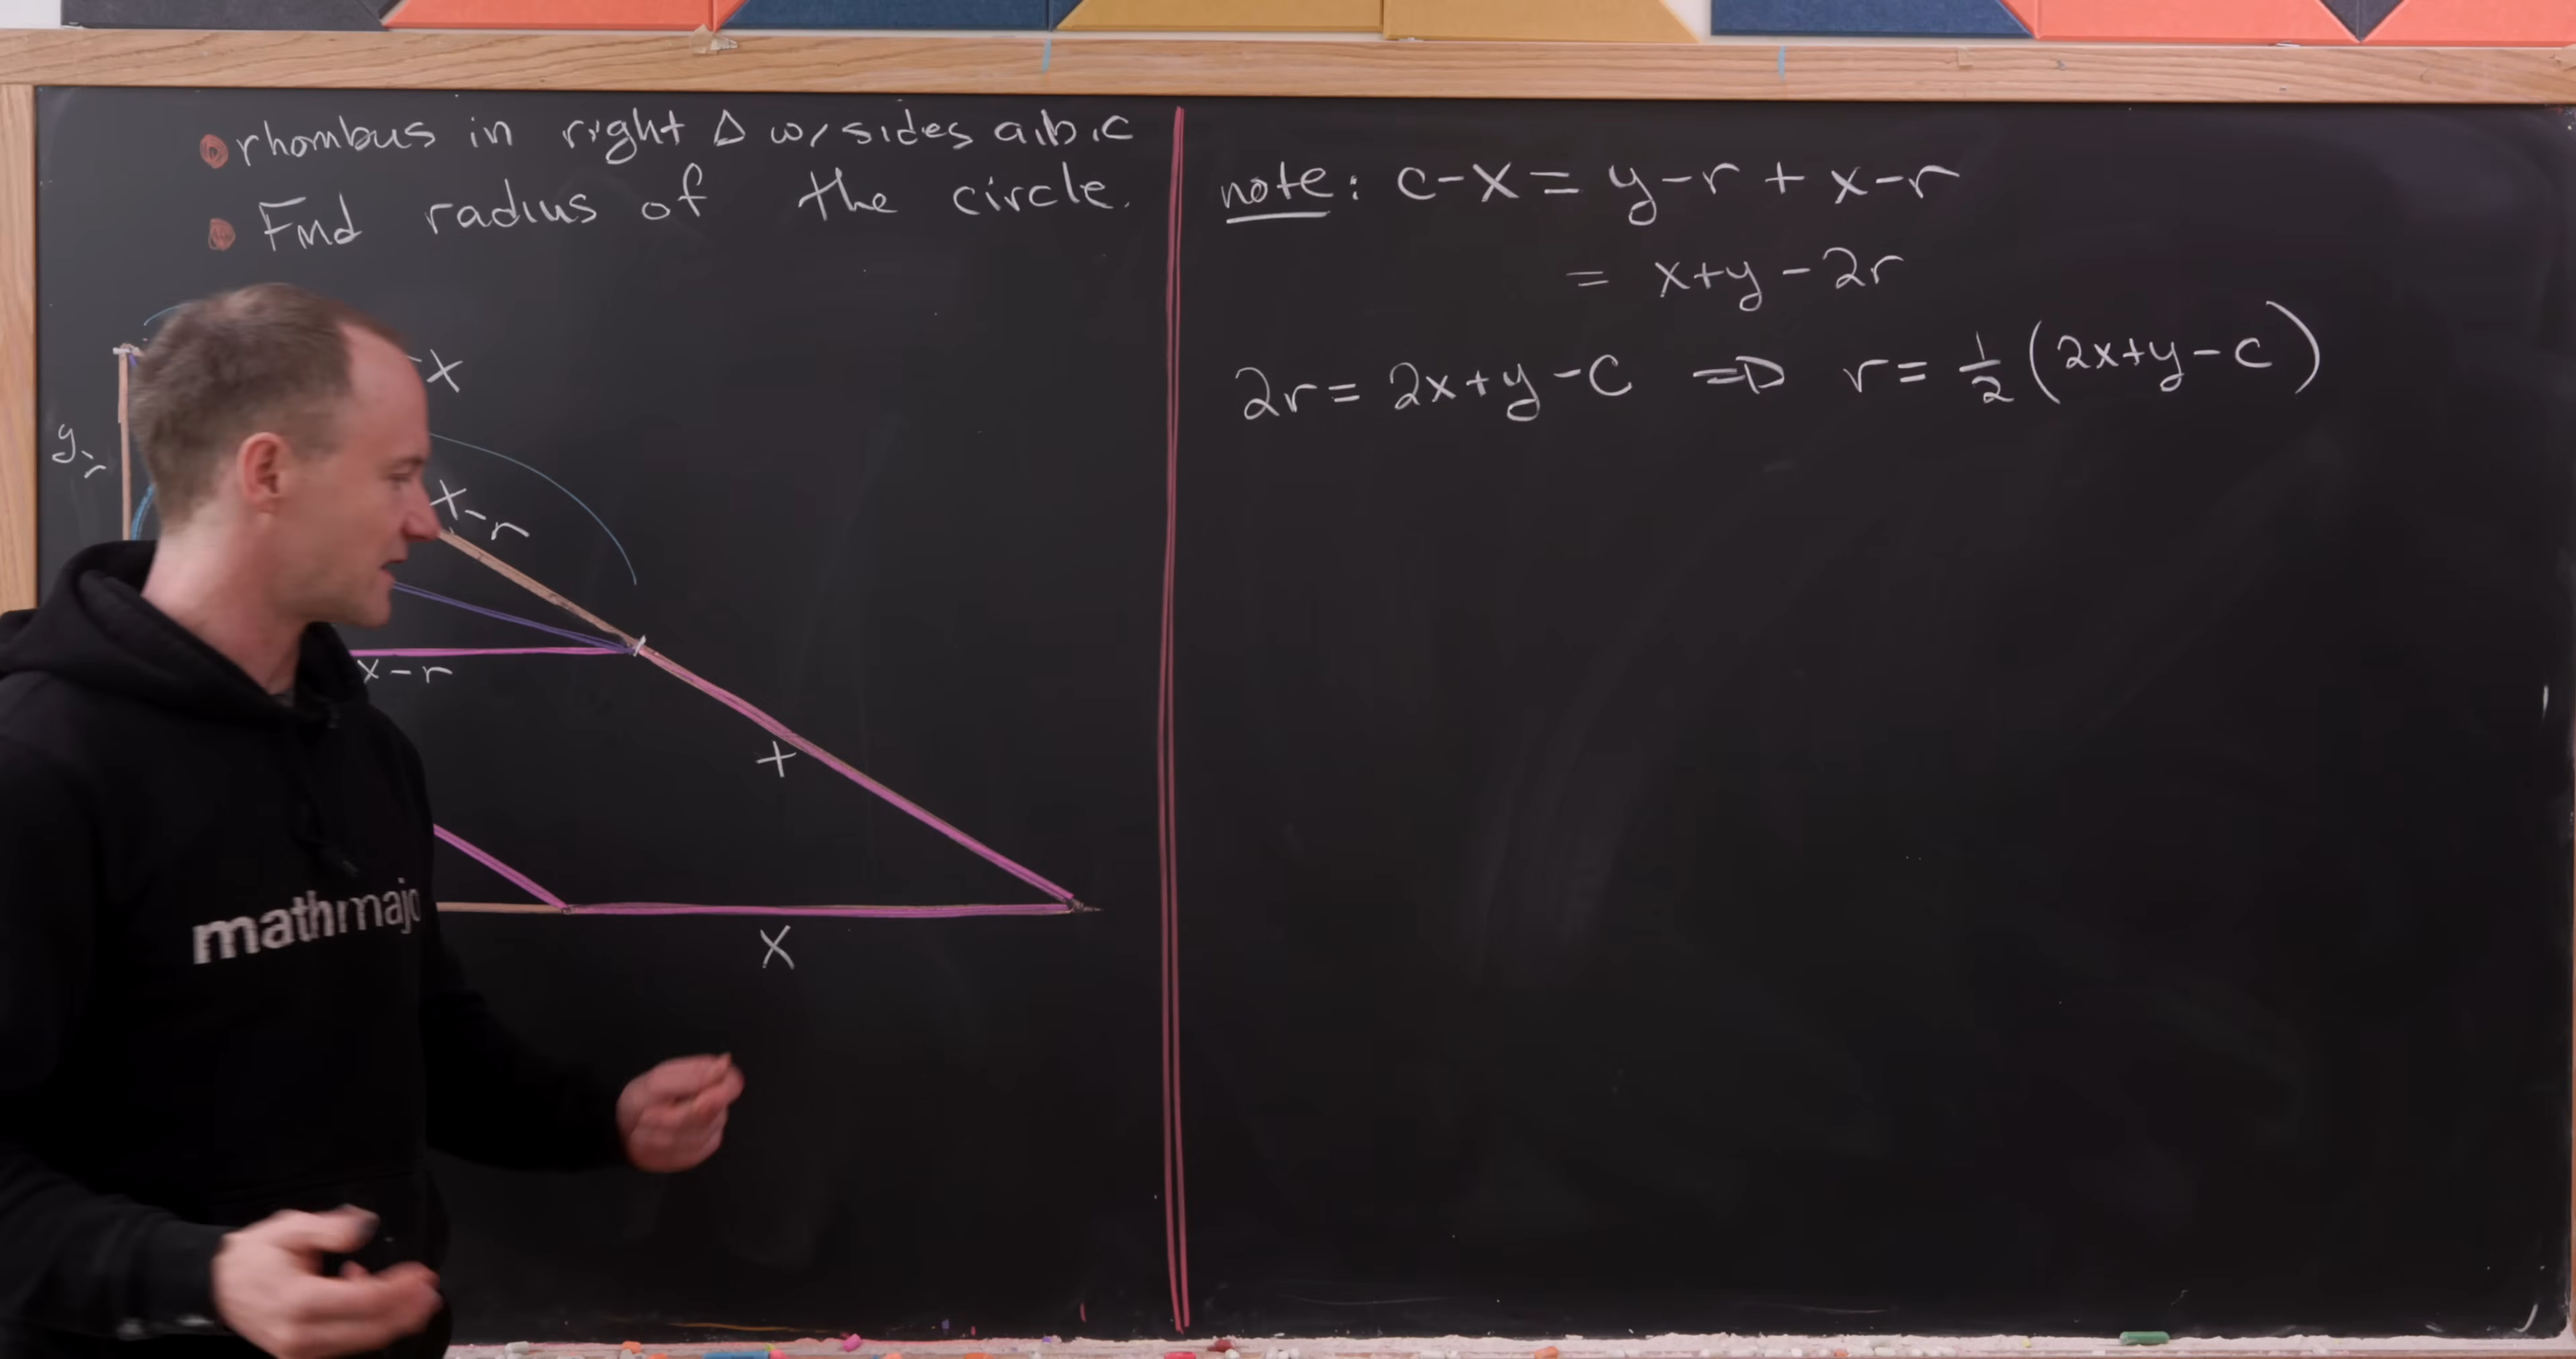 rhombus in right Δ w/ sides a,b,c
Find radius of the circle.
-X
y-r
X-r
X-r
X
X
note: c-X = y-r + x-r
= x+y-2r
2r = 2x+y-c ⇒ r = 1/2 (2x+y-c)
mathmajo